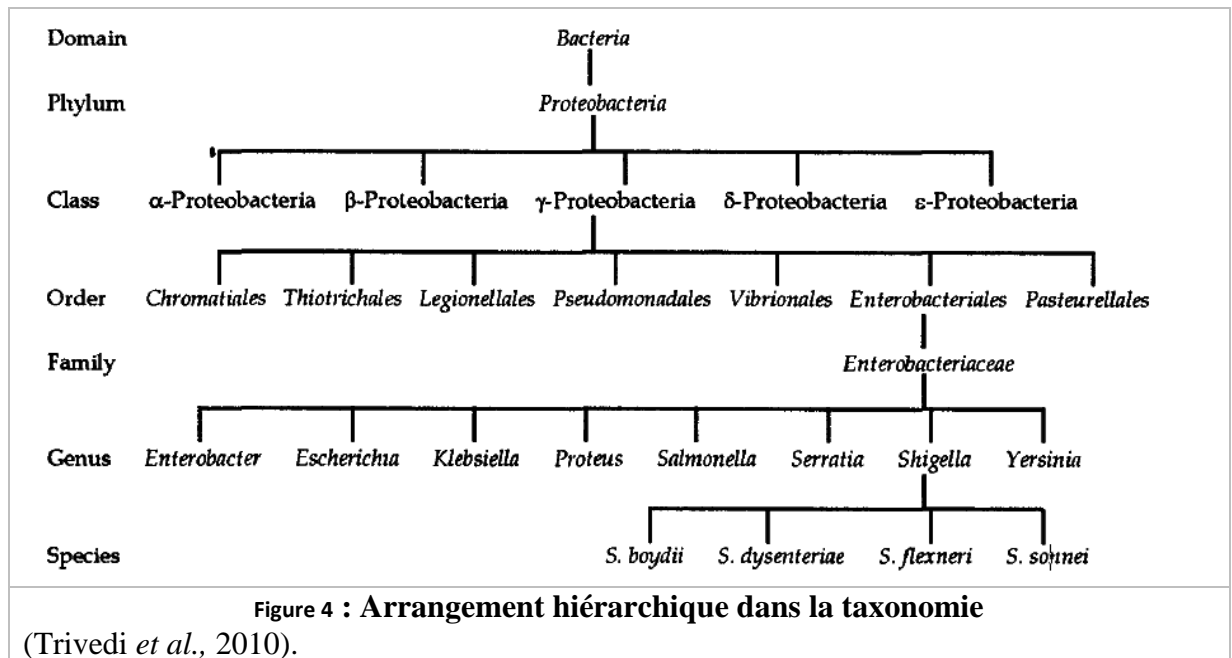 Domain Bacteria
Phylum Proteobacteria
Class α-Proteobacteria β-Proteobacteria γ-Proteobacteria δ-Proteobacteria ε-Proteobacteria
Order Chromatiales Thiotrichales Legionellales Pseudomonadales Vibrionales Enterobacteriales Pasteurellales
Family Enterobacteriaceae
Genus Enterobacter Escherichia Klebsiella Proteus Salmonella Serratia Shigella Yersinia
Species S. boydii S. dysenteriae S. flexneri S. sonnei
Figure 4 : Arrangement hiérarchique dans la taxonomie
(Trivedi et al., 2010).